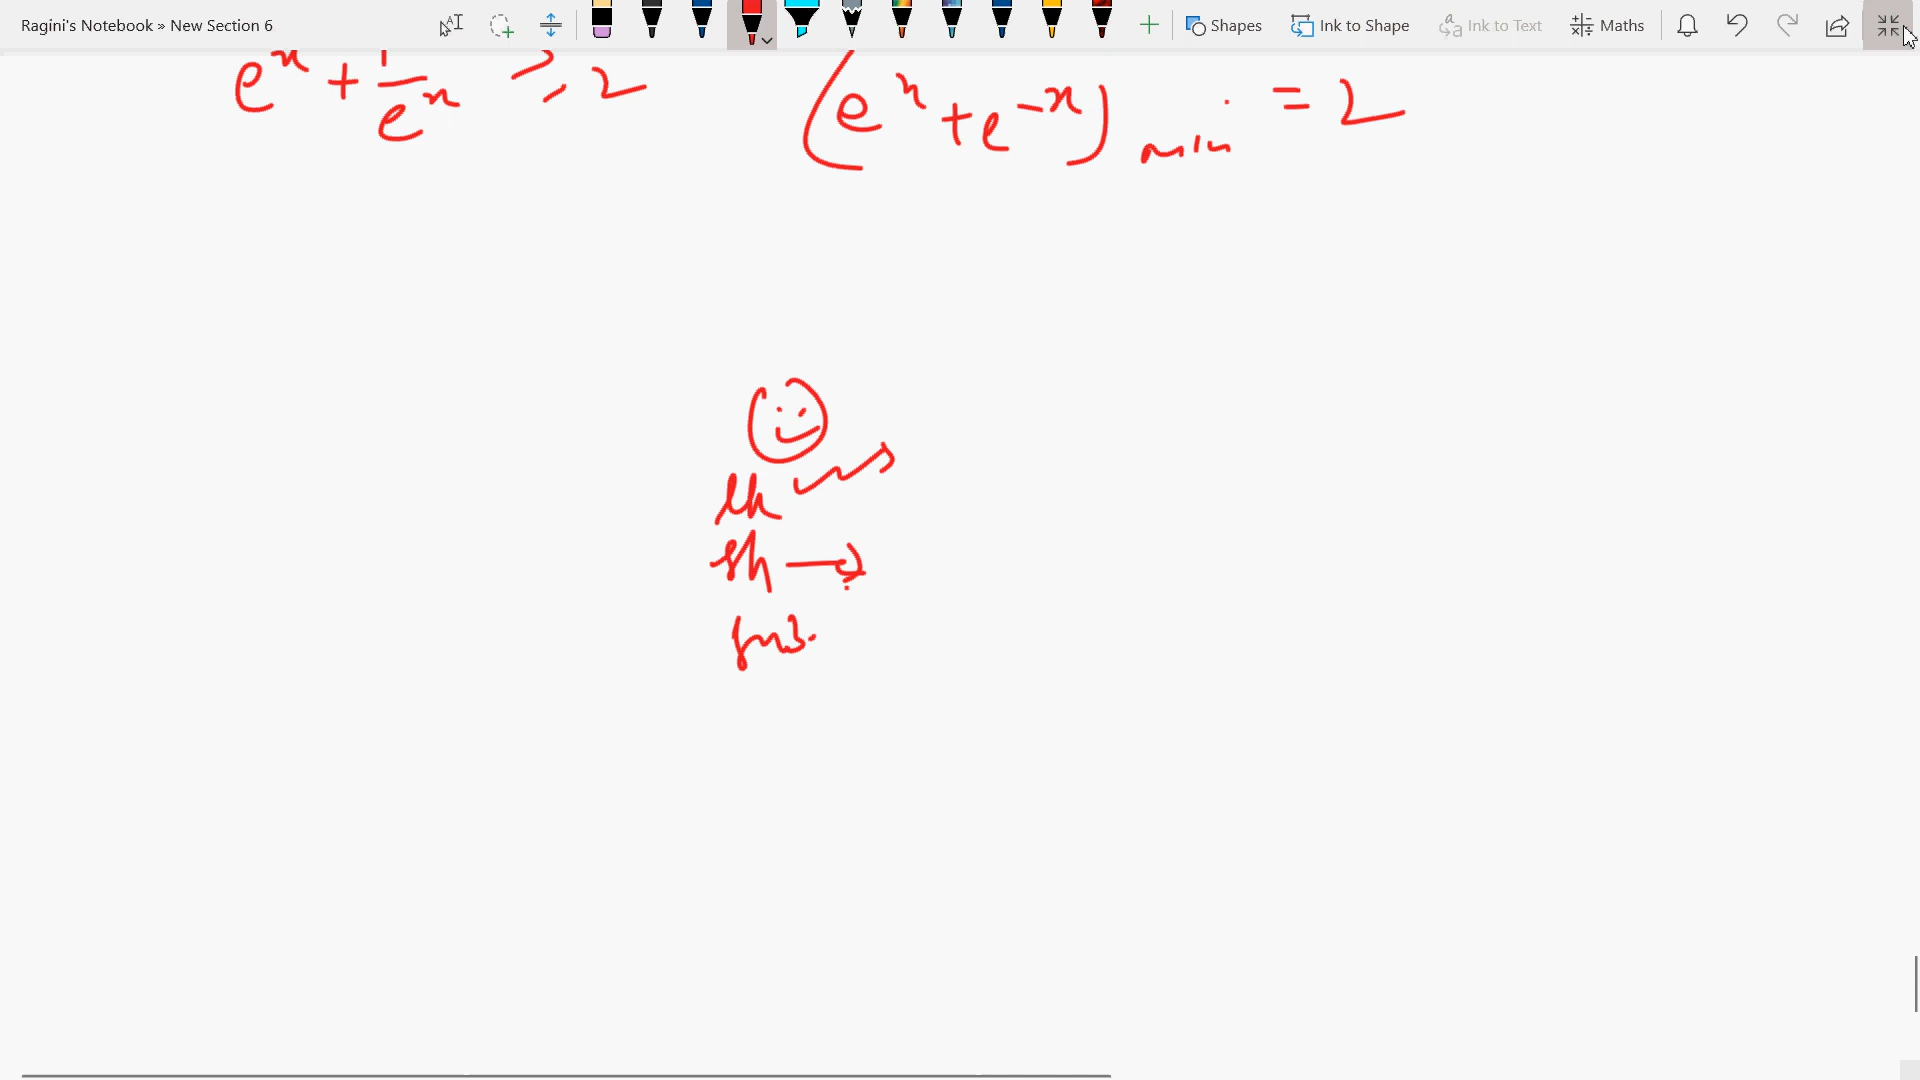 Ragini's Notebook » New Section 6
Shapes
Ink to Shape
Ink to Text
Maths
e^x + 1/e^x ≥ 2
(e^x + e^-x) min = 2